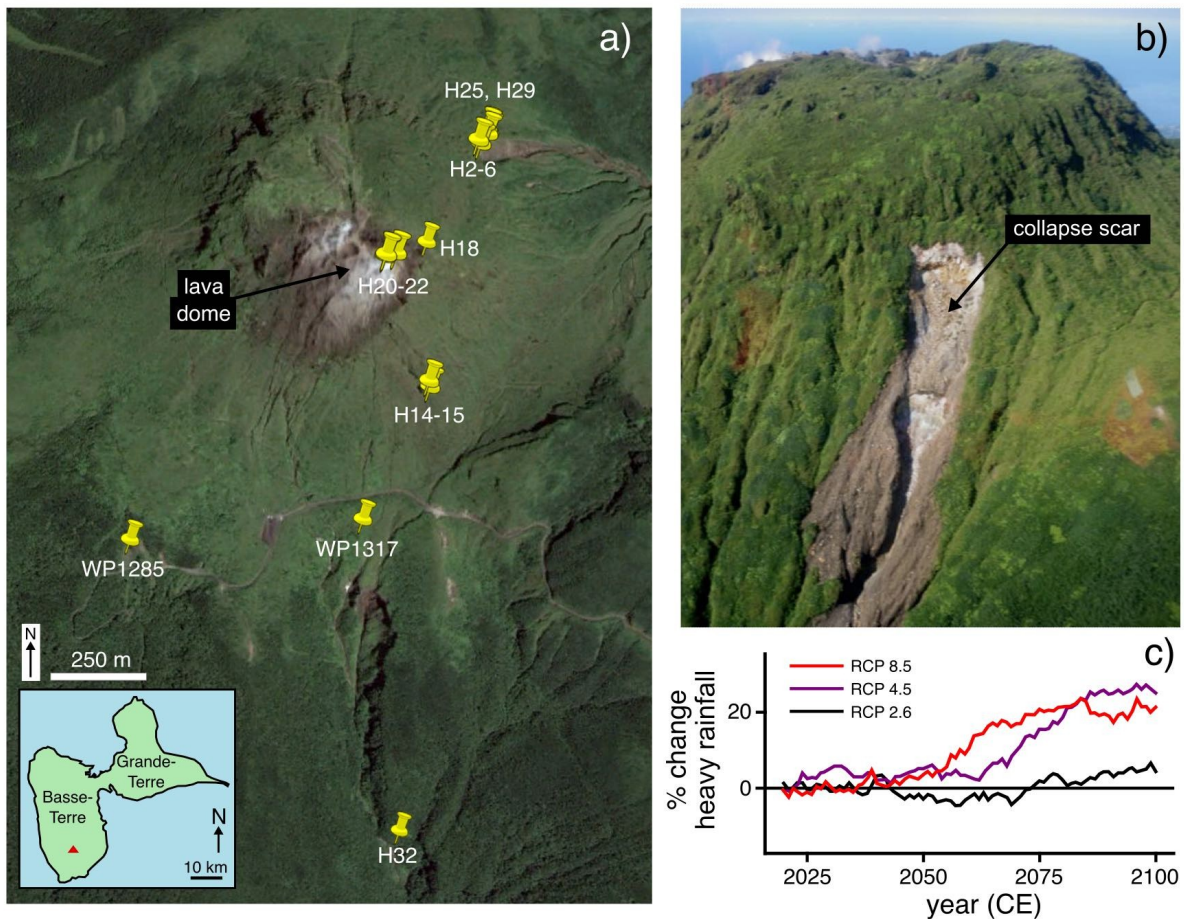 a)
H25, H29
H2-6
H18
H20-22
lava
dome
H14-15
WP1317
WP1285
N
250 m
H32
Grande-
Terre
Basse-
Terre
N
10 km
b)
collapse scar
c)
RCP 8.5
RCP 4.5
RCP 2.6
% change
heavy rainfall
20
0
2025
2050
2075
2100
year (CE)